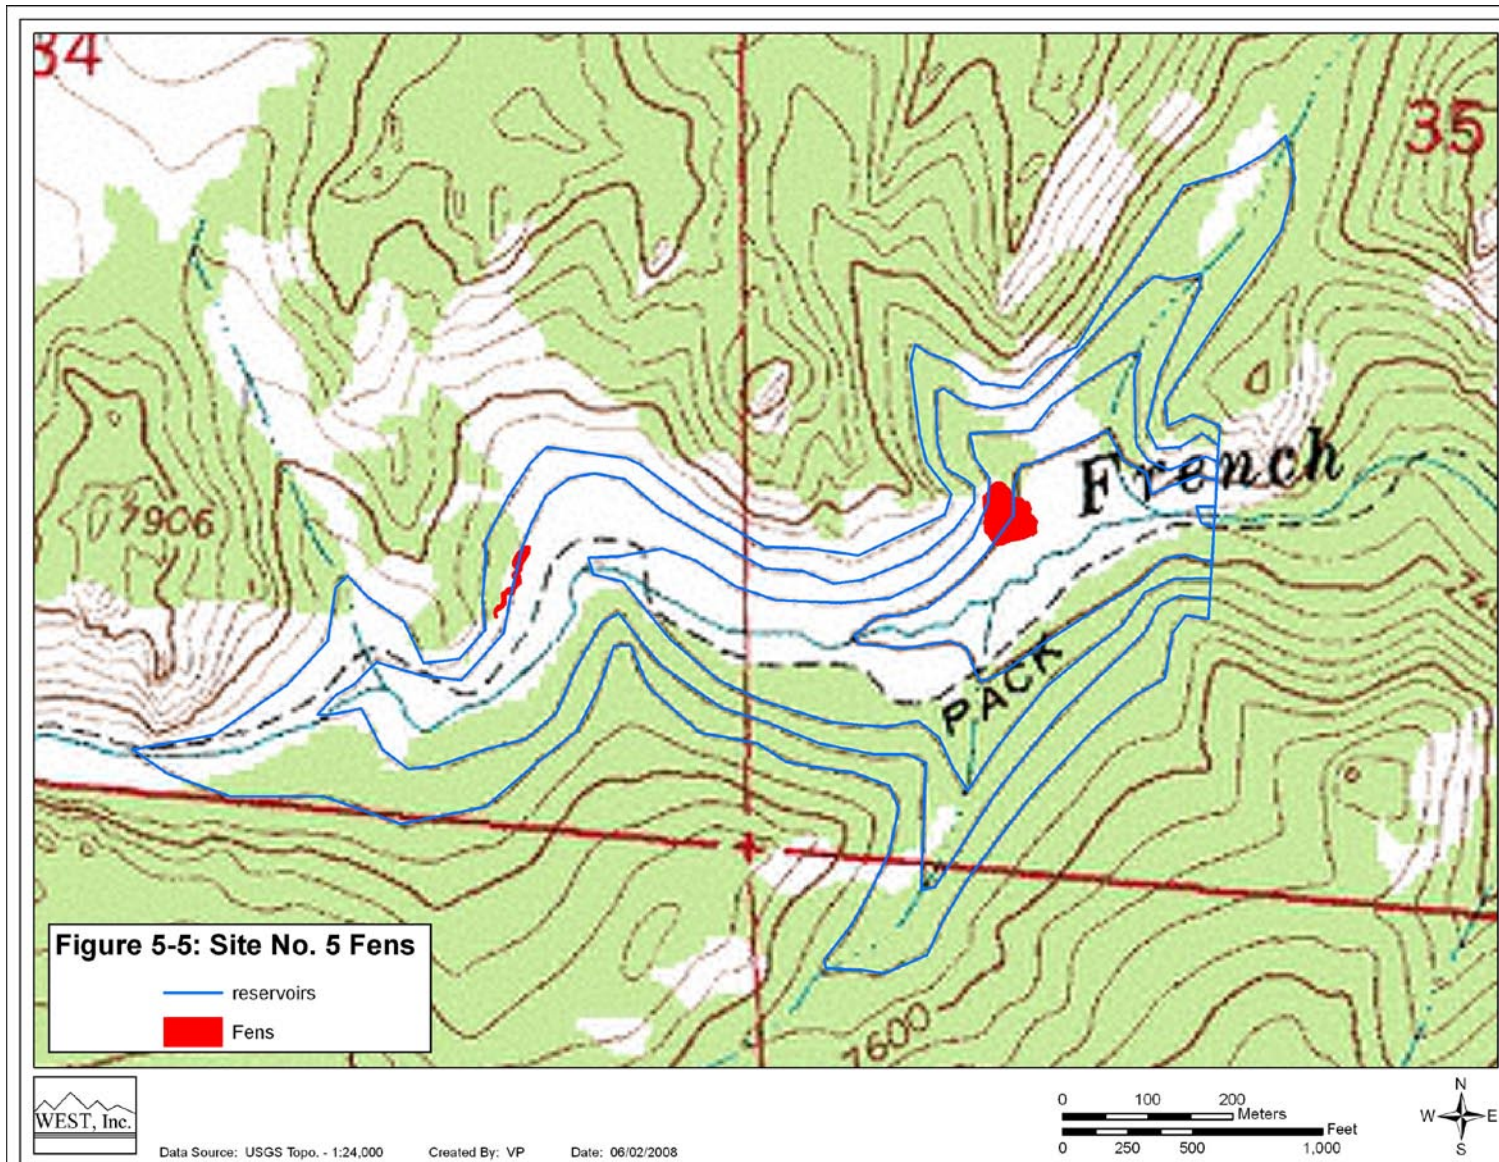 34
35
French
7906
PACK
7600
Figure 5-5: Site No. 5 Fens
reservoirs
Fens
WEST, Inc.
Data Source: USGS Topo. - 1:24,000 Created By: VP Date: 06/02/2008
0 100 200
Meters
Feet
0 250 500 1,000
N
W E
S